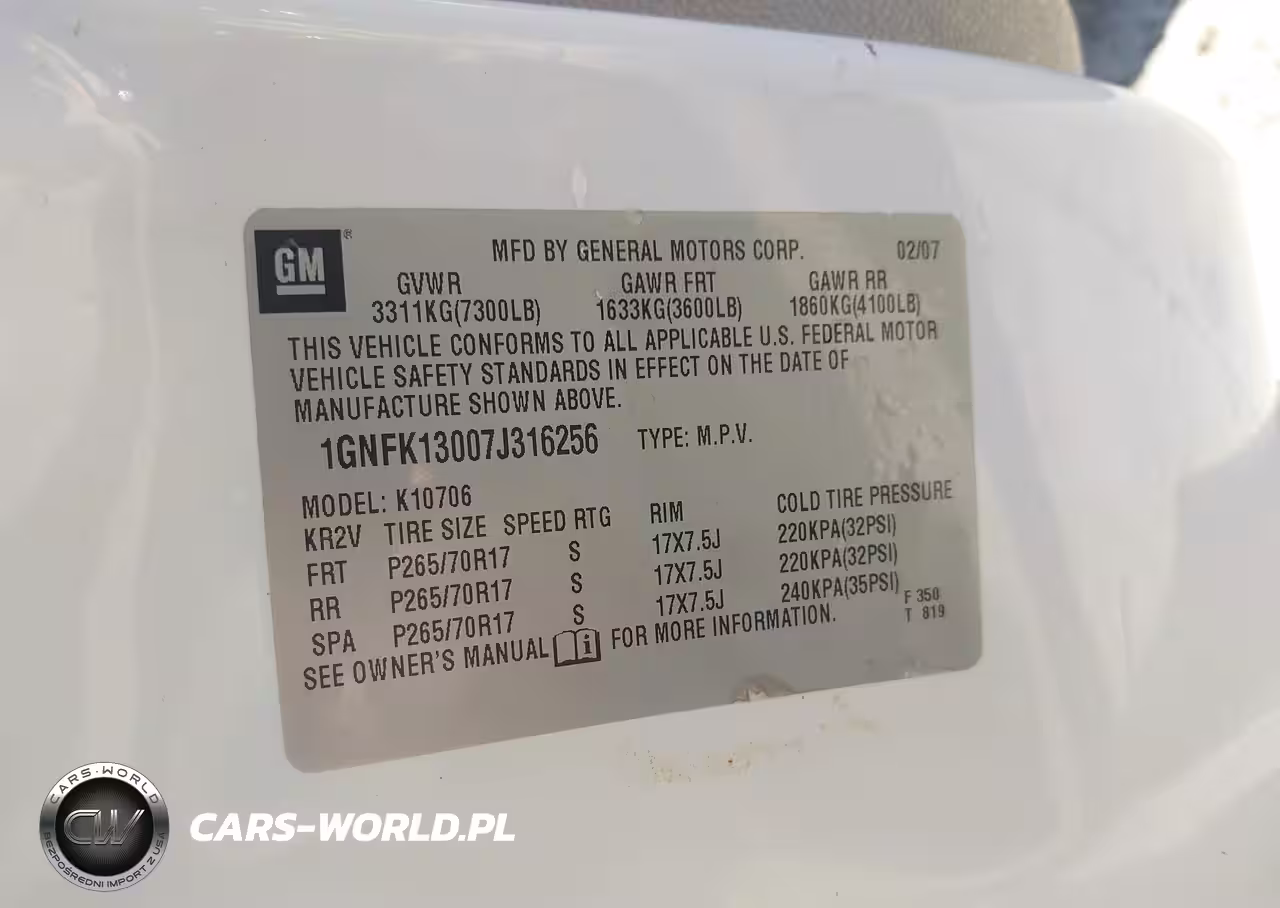 GM ®
MFD BY GENERAL MOTORS CORP. 02/07
GVWR GAWR FRT GAWR RR
3311KG(7300LB) 1633KG(3600LB) 1860KG(4100LB)
THIS VEHICLE CONFORMS TO ALL APPLICABLE U.S. FEDERAL MOTOR
VEHICLE SAFETY STANDARDS IN EFFECT ON THE DATE OF
MANUFACTURE SHOWN ABOVE.
1GNFK13007J316256 TYPE: M.P.V.
MODEL: K10706
KR2V TIRE SIZE SPEED RTG RIM COLD TIRE PRESSURE
FRT P265/70R17 S 17X7.5J 220KPA(32PSI)
RR P265/70R17 S 17X7.5J 220KPA(32PSI)
SPA P265/70R17 S 17X7.5J 240KPA(35PSI)
SEE OWNER'S MANUAL i FOR MORE INFORMATION.
F 350
T 819
CARS-WORLD
CW
BEZPOŚREDNI IMPORT Z USA
CARS-WORLD.PL